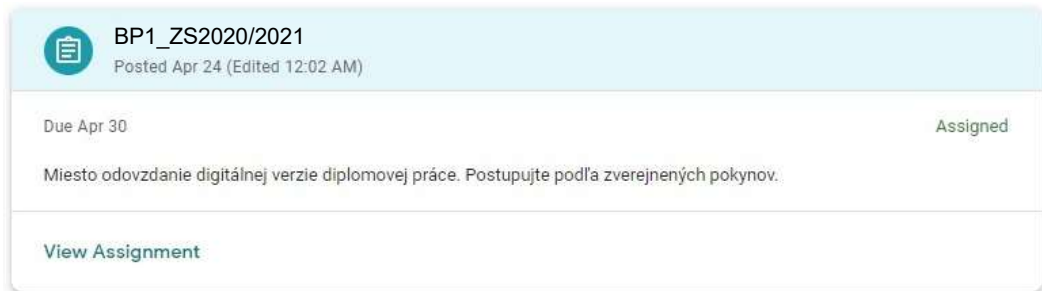 BP1_ZS2020/2021
Posted Apr 24 (Edited 12:02 AM)
Due Apr 30
Assigned
Miesto odovzdanie digitálnej verzie diplomovej práce. Postupujte podľa zverejnených pokynov.
View Assignment